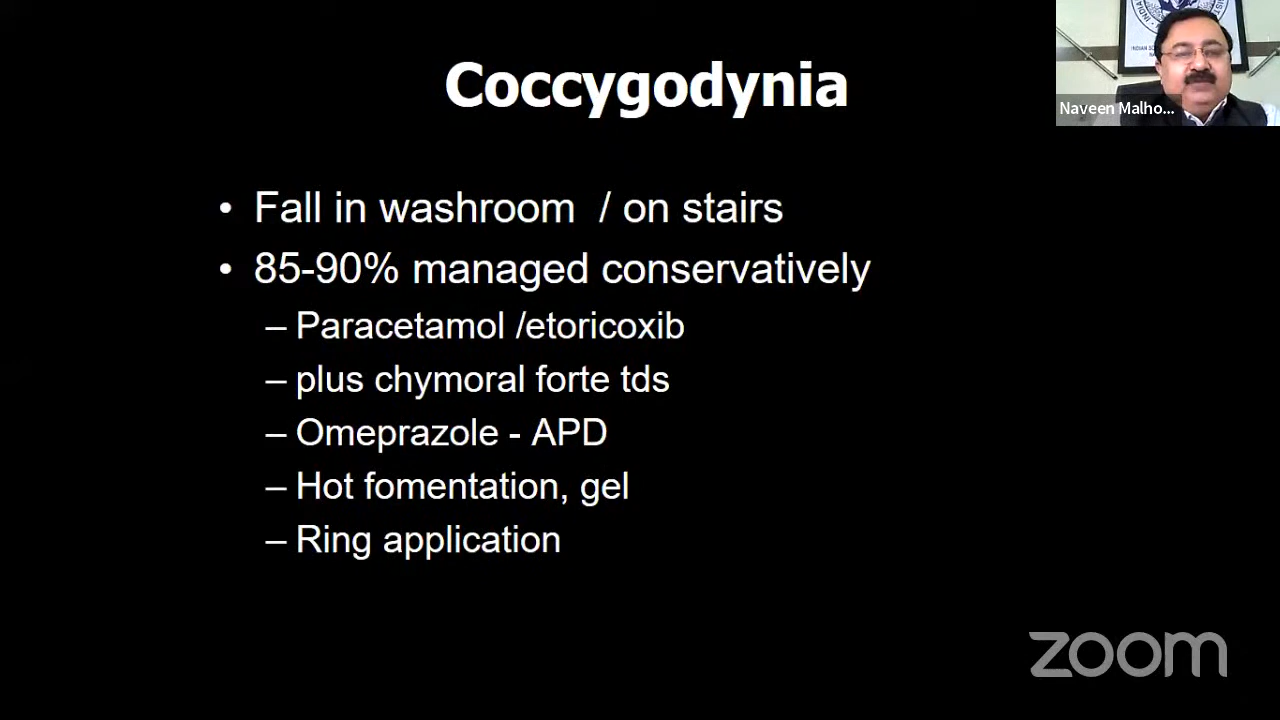 Coccygodynia
• Fall in washroom / on stairs
• 85-90% managed conservatively
– Paracetamol /etoricoxib
– plus chymoral forte tds
– Omeprazole - APD
– Hot fomentation, gel
– Ring application
Naveen Malho...
zoom